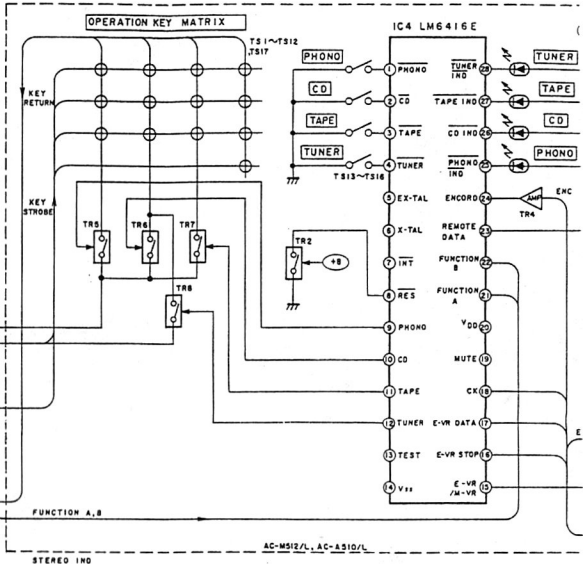 OPERATION KEY MATRIX
IC4 LM6416E
TS1～TS12
,TS17
KEY
RETURN
KEY
STROBE
PHONO
CD
TAPE
TUNER
TS13～TS16
TR5
TR6
TR7
TR8
TR2
+B
1 PHONO
2 CD
3 TAPE
4 TUNER
5 EX-TAL
6 X-TAL
7 INT
8 RES
9 PHONO
10 CD
11 TAPE
12 TUNER
13 TEST
14 Vss
TUNER
IND 28
TAPE IND 27
CD IND 26
PHONO
IND 25
ENCORD 24
REMOTE
DATA 23
FUNCTION
B 22
FUNCTION
A 21
VDD 20
MUTE 19
CK 18
E-VR DATA 17
E-VR STOP 16
E-VR
/M-VR 15
TUNER
TAPE
CD
PHONO
AMP
TR4
ENC
E
FUNCTION A,B
AC-M512/L, AC-A510/L
STEREO IND